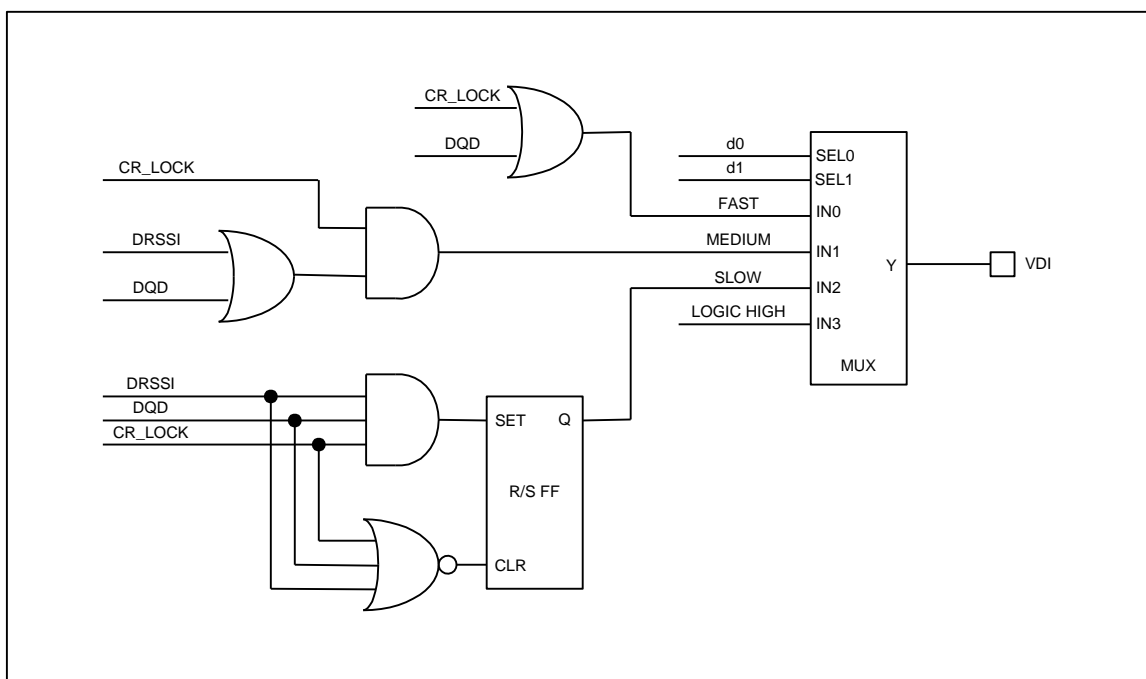 CR_LOCK
DQD
CR_LOCK
DRSSI
DQD
d0
d1
FAST
MEDIUM
SLOW
LOGIC HIGH
SEL0
SEL1
IN0
IN1
IN2
IN3
Y
MUX
VDI
DRSSI
DQD
CR_LOCK
SET
Q
R/S FF
CLR